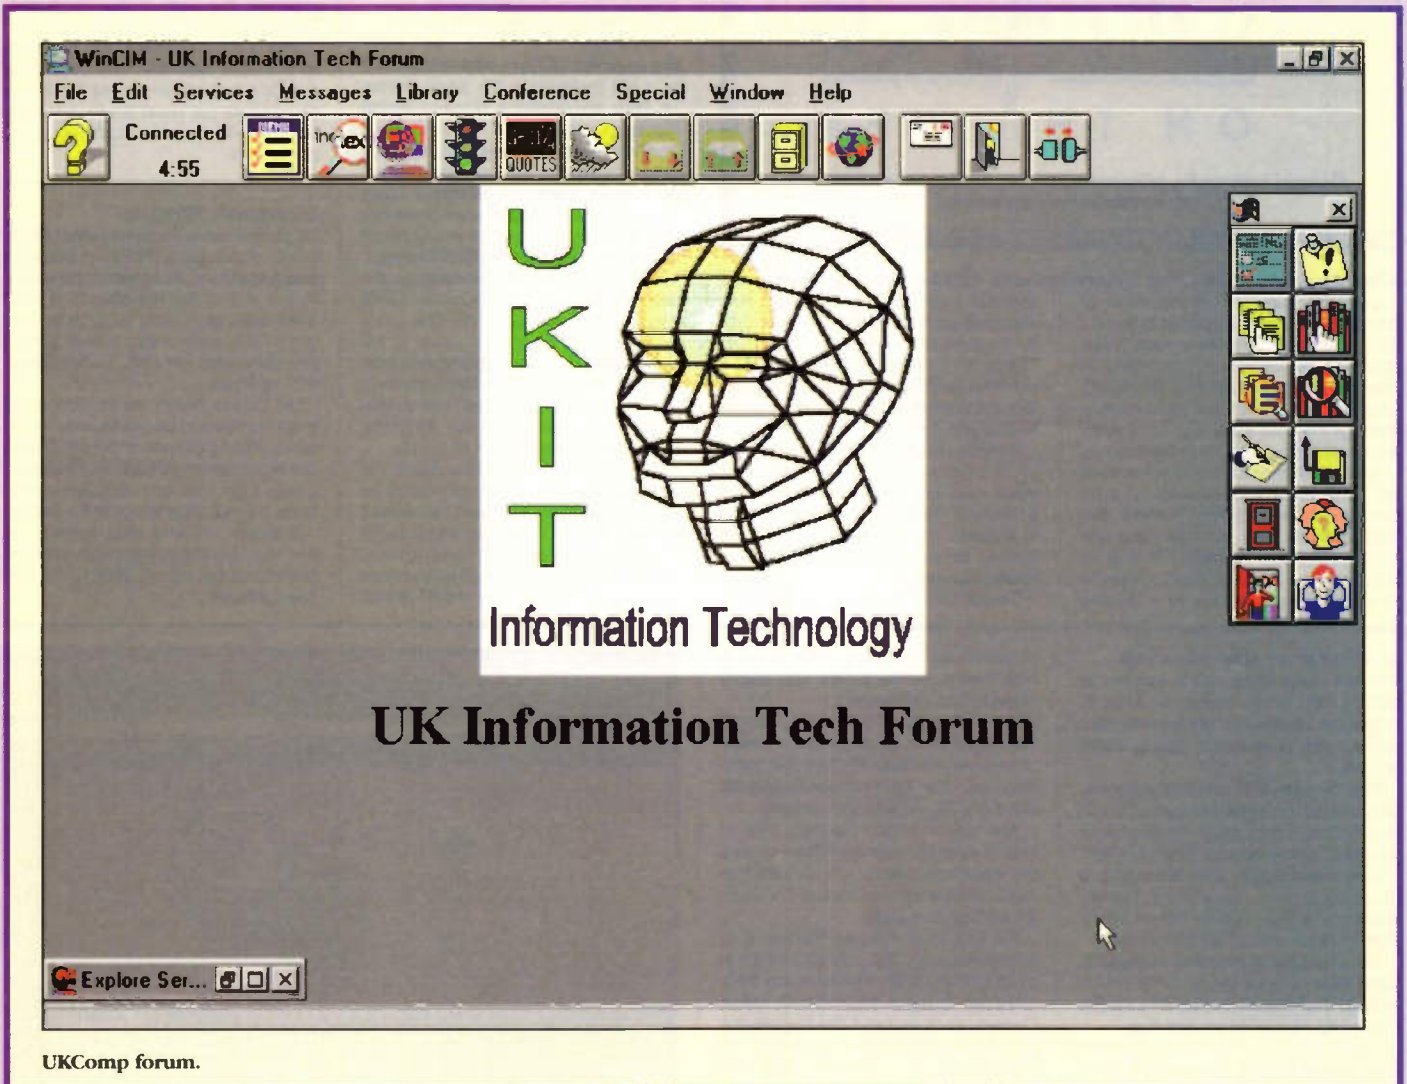 WinCIM - UK Information Tech Forum
File Edit Services Messages Library Conference Special Window Help
Connected
4:55
QUOTES
U
K
I
T
Information Technology
UK Information Tech Forum
Explore Ser...
UKComp forum.